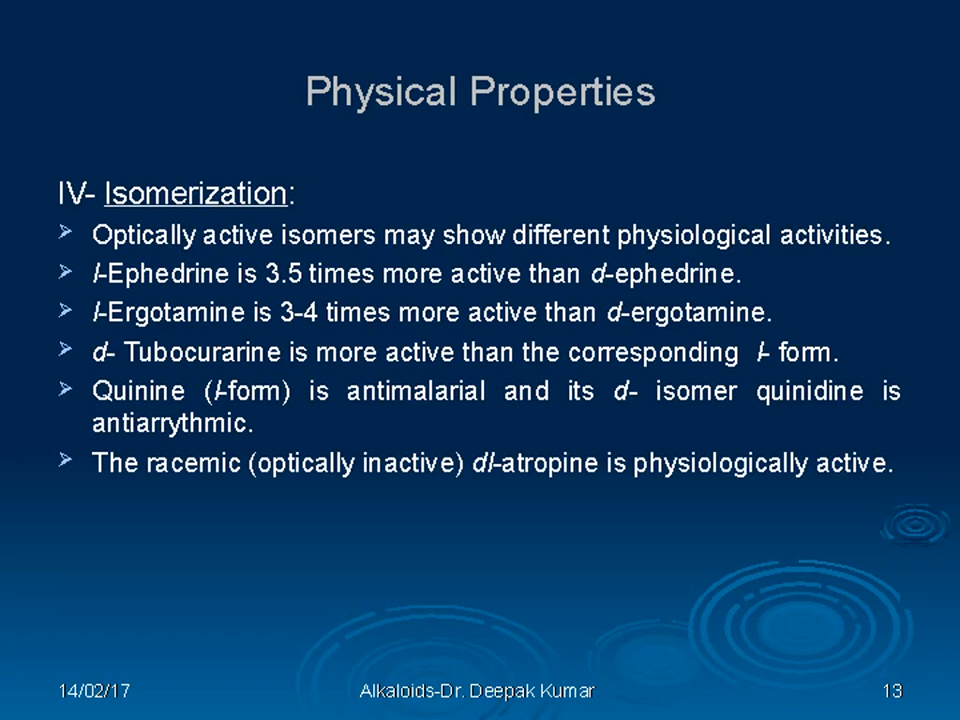 Physical Properties
IV- Isomerization:
➢ Optically active isomers may show different physiological activities.
➢ l-Ephedrine is 3.5 times more active than d-ephedrine.
➢ l-Ergotamine is 3-4 times more active than d-ergotamine.
➢ d- Tubocurarine is more active than the corresponding l- form.
➢ Quinine (l-form) is antimalarial and its d- isomer quinidine is
antiarrythmic.
➢ The racemic (optically inactive) dl-atropine is physiologically active.
14/02/17 Alkaloids-Dr. Deepak Kumar 13